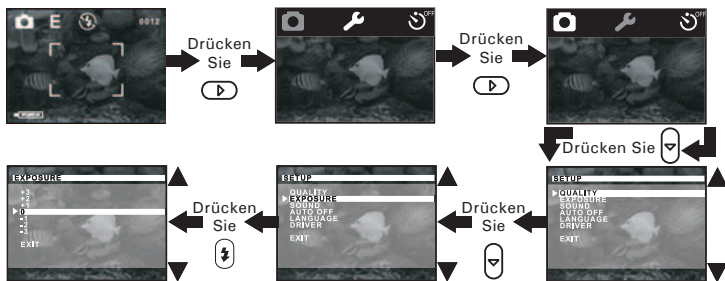 E 0012
Drücken
Sie
OFF
Drücken
Sie
OFF
Drücken Sie
SETUP
QUALITY
EXPOSURE
SOUND
AUTO OFF
LANGUAGE
DRIVER
EXIT
Drücken
Sie
SETUP
QUALITY
EXPOSURE
SOUND
AUTO OFF
LANGUAGE
DRIVER
EXIT
Drücken
Sie
EXPOSURE
+3
+2
+1
0
-1
-2
-3
EXIT